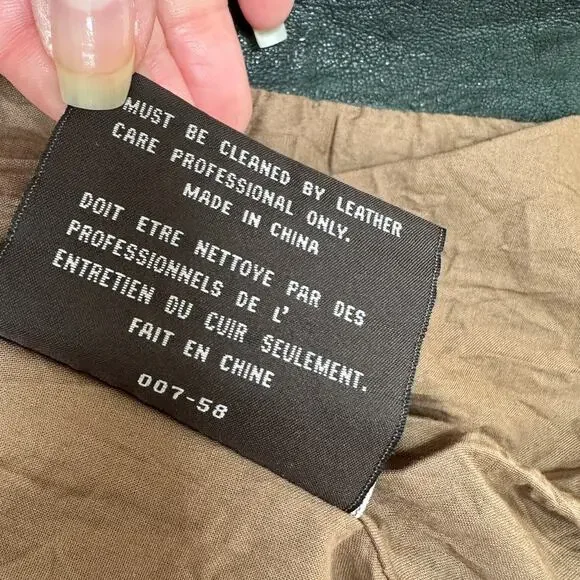 MUST BE CLEANED BY LEATHER
CARE PROFESSIONAL ONLY.
MADE IN CHINA
DOIT ETRE NETTOYE PAR DES
PROFESSIONNELS DE L'
ENTRETIEN DU CUIR SEULEMENT.
FAIT EN CHINE
007-58